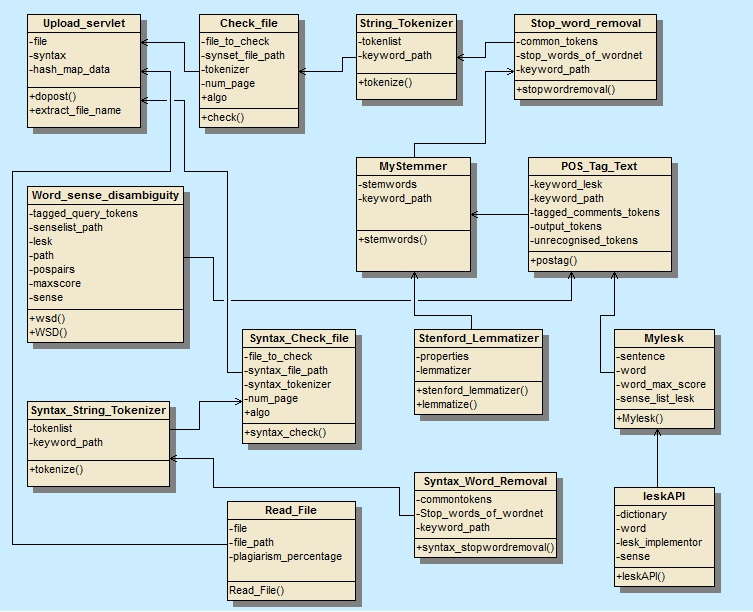 Upload_servlet
-file
-syntax
-hash_map_data
+dopost()
+extract_file_name
Check_file
-file_to_check
-synset_file_path
-tokenizer
-num_page
+algo
+check()
String_Tokenizer
-tokenlist
-keyword_path
+tokenize()
Stop_word_removal
-common_tokens
-stop_words_of_wordnet
-keyword_path
+stopwordremoval()
MyStemmer
-stemwords
-keyword_path
+stemwords()
POS_Tag_Text
-keyword_lesk
-keyword_path
-tagged_comments_tokens
-output_tokens
-unrecognised_tokens
+postag()
Word_sense_disambiguity
-tagged_query_tokens
-senselist_path
-lesk
-path
-pospairs
-maxscore
-sense
+wsd()
+WSD()
Syntax_Check_file
-file_to_check
-syntax_file_path
-syntax_tokenizer
-num_page
+algo
+syntax_check()
Stenford_Lemmatizer
-properties
-lemmatizer
+stenford_lemmatizer()
+lemmatize()
Mylesk
-sentence
-word
-word_max_score
-sense_list_lesk
+Mylesk()
Syntax_String_Tokenizer
-tokenlist
-keyword_path
+tokenize()
Syntax_Word_Removal
-commontokens
-Stop_words_of_wordnet
-keyword_path
+syntax_stopwordremoval()
leskAPI
-dictionary
-word
-lesk_implementor
-sense
+leskAPI()
Read_File
-file
-file_path
-plagiarism_percentage
Read_File()